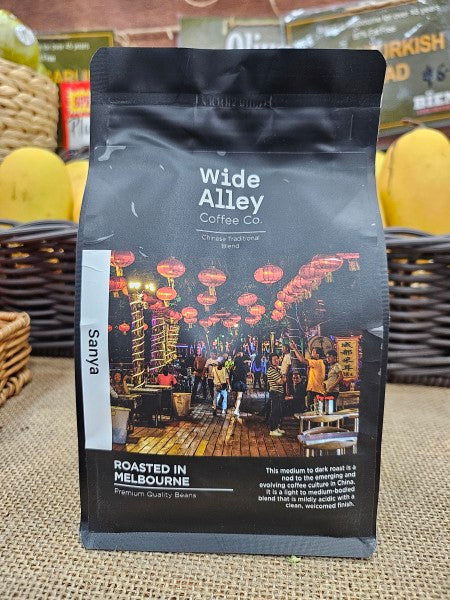 Wide
Alley
Coffee Co.
Chinese Traditional
Blend
Sanya
ROASTED IN
MELBOURNE
Premium Quality Beans
This medium to dark roast is a
nod to the emerging and
evolving coffee culture in China.
It is a light to medium-bodied
blend that is mildly acidic with a
clean, welcomed finish.